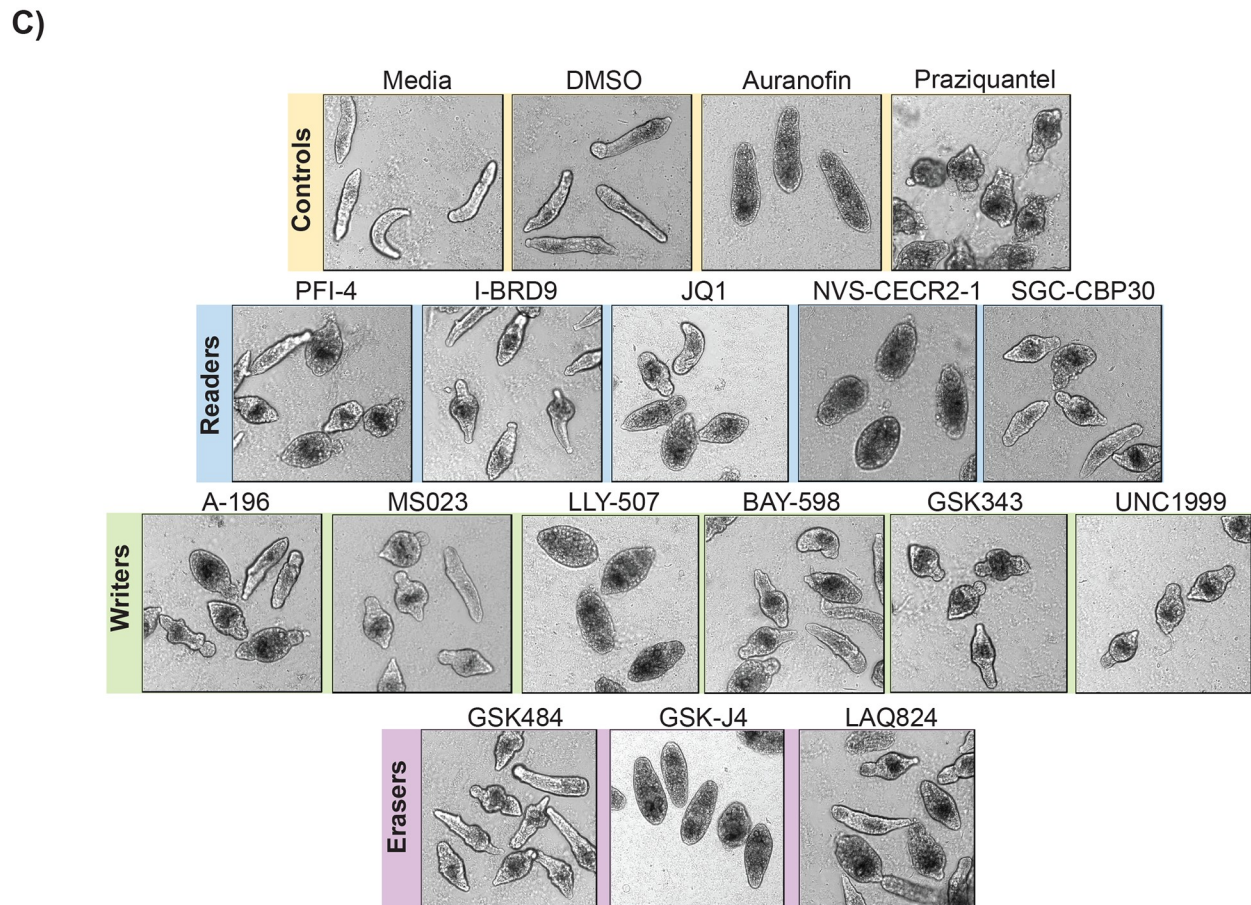 C)
Media DMSO Auranofin Praziquantel
Controls
PFI-4 I-BRD9 JQ1 NVS-CECR2-1 SGC-CBP30
Readers
A-196 MS023 LLY-507 BAY-598 GSK343 UNC1999
Writers
GSK484 GSK-J4 LAQ824
Erasers